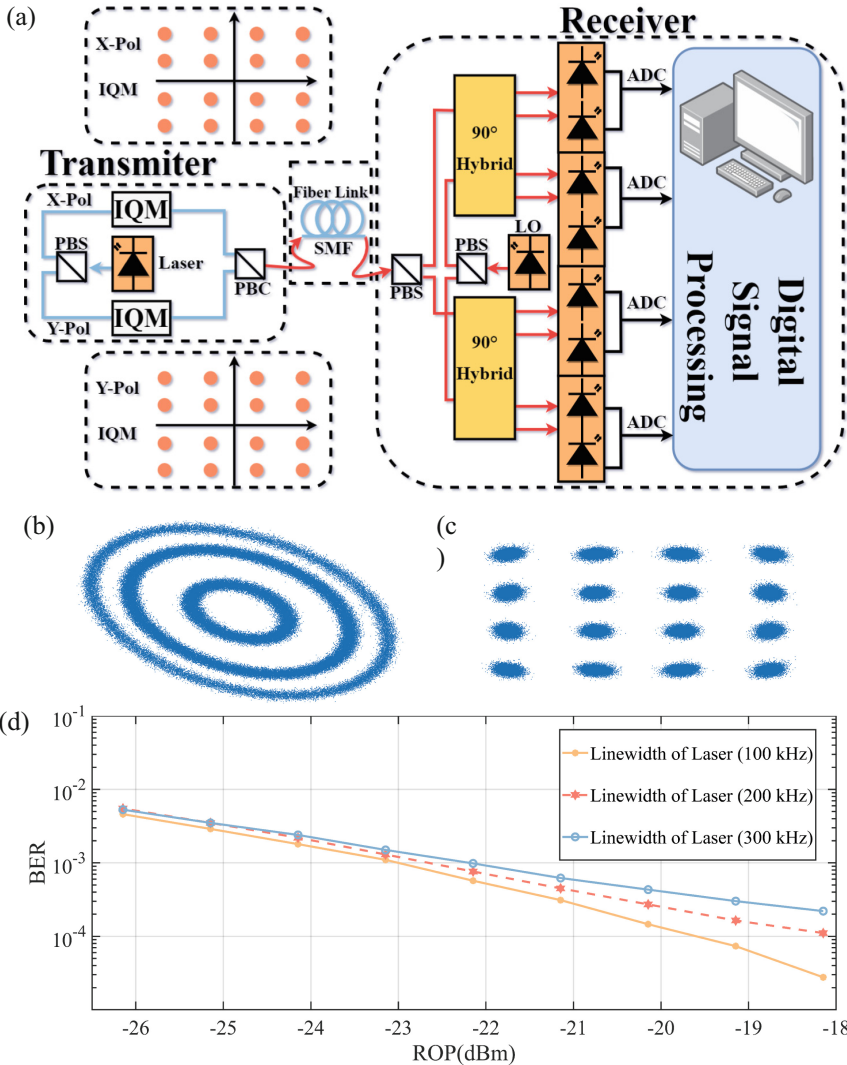 (a)
X-Pol
IQM
Transmiter
X-Pol
IQM
PBS
Laser
PBC
IQM
Y-Pol
Y-Pol
IQM
Fiber Link
SMF
Receiver
90°
Hybrid
PBS
PBS
LO
90°
Hybrid
ADC
ADC
ADC
ADC
Digital
Signal
Processing
(b)
(c
)
(d)
10-1
10-2
10-3
10-4
BER
Linewidth of Laser (100 kHz)
Linewidth of Laser (200 kHz)
Linewidth of Laser (300 kHz)
-26 -25 -24 -23 -22 -21 -20 -19 -18
ROP(dBm)